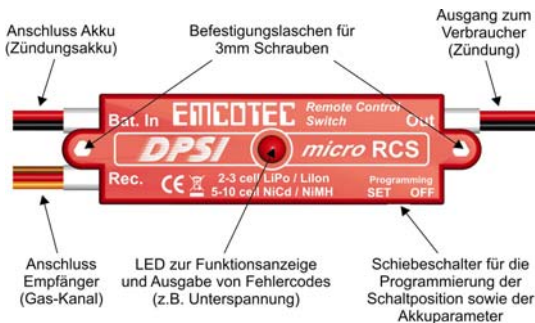 Anschluss Akku
(Zündungsakku)
Befestigungslaschen für
3mm Schrauben
Ausgang zum
Verbraucher
(Zündung)
Bat. In
EMCOTEC
Remote Control
Switch
Out
DPSI
micro RCS
Rec.
CE
2-3 cell LiPo / LiIon
5-10 cell NiCd / NiMH
Programming
SET OFF
Anschluss
Empfänger
(Gas-Kanal)
LED zur Funktionsanzeige
und Ausgabe von Fehlercodes
(z.B. Unterspannung)
Schiebeschalter für die
Programmierung der
Schaltposition sowie der
Akkuparameter